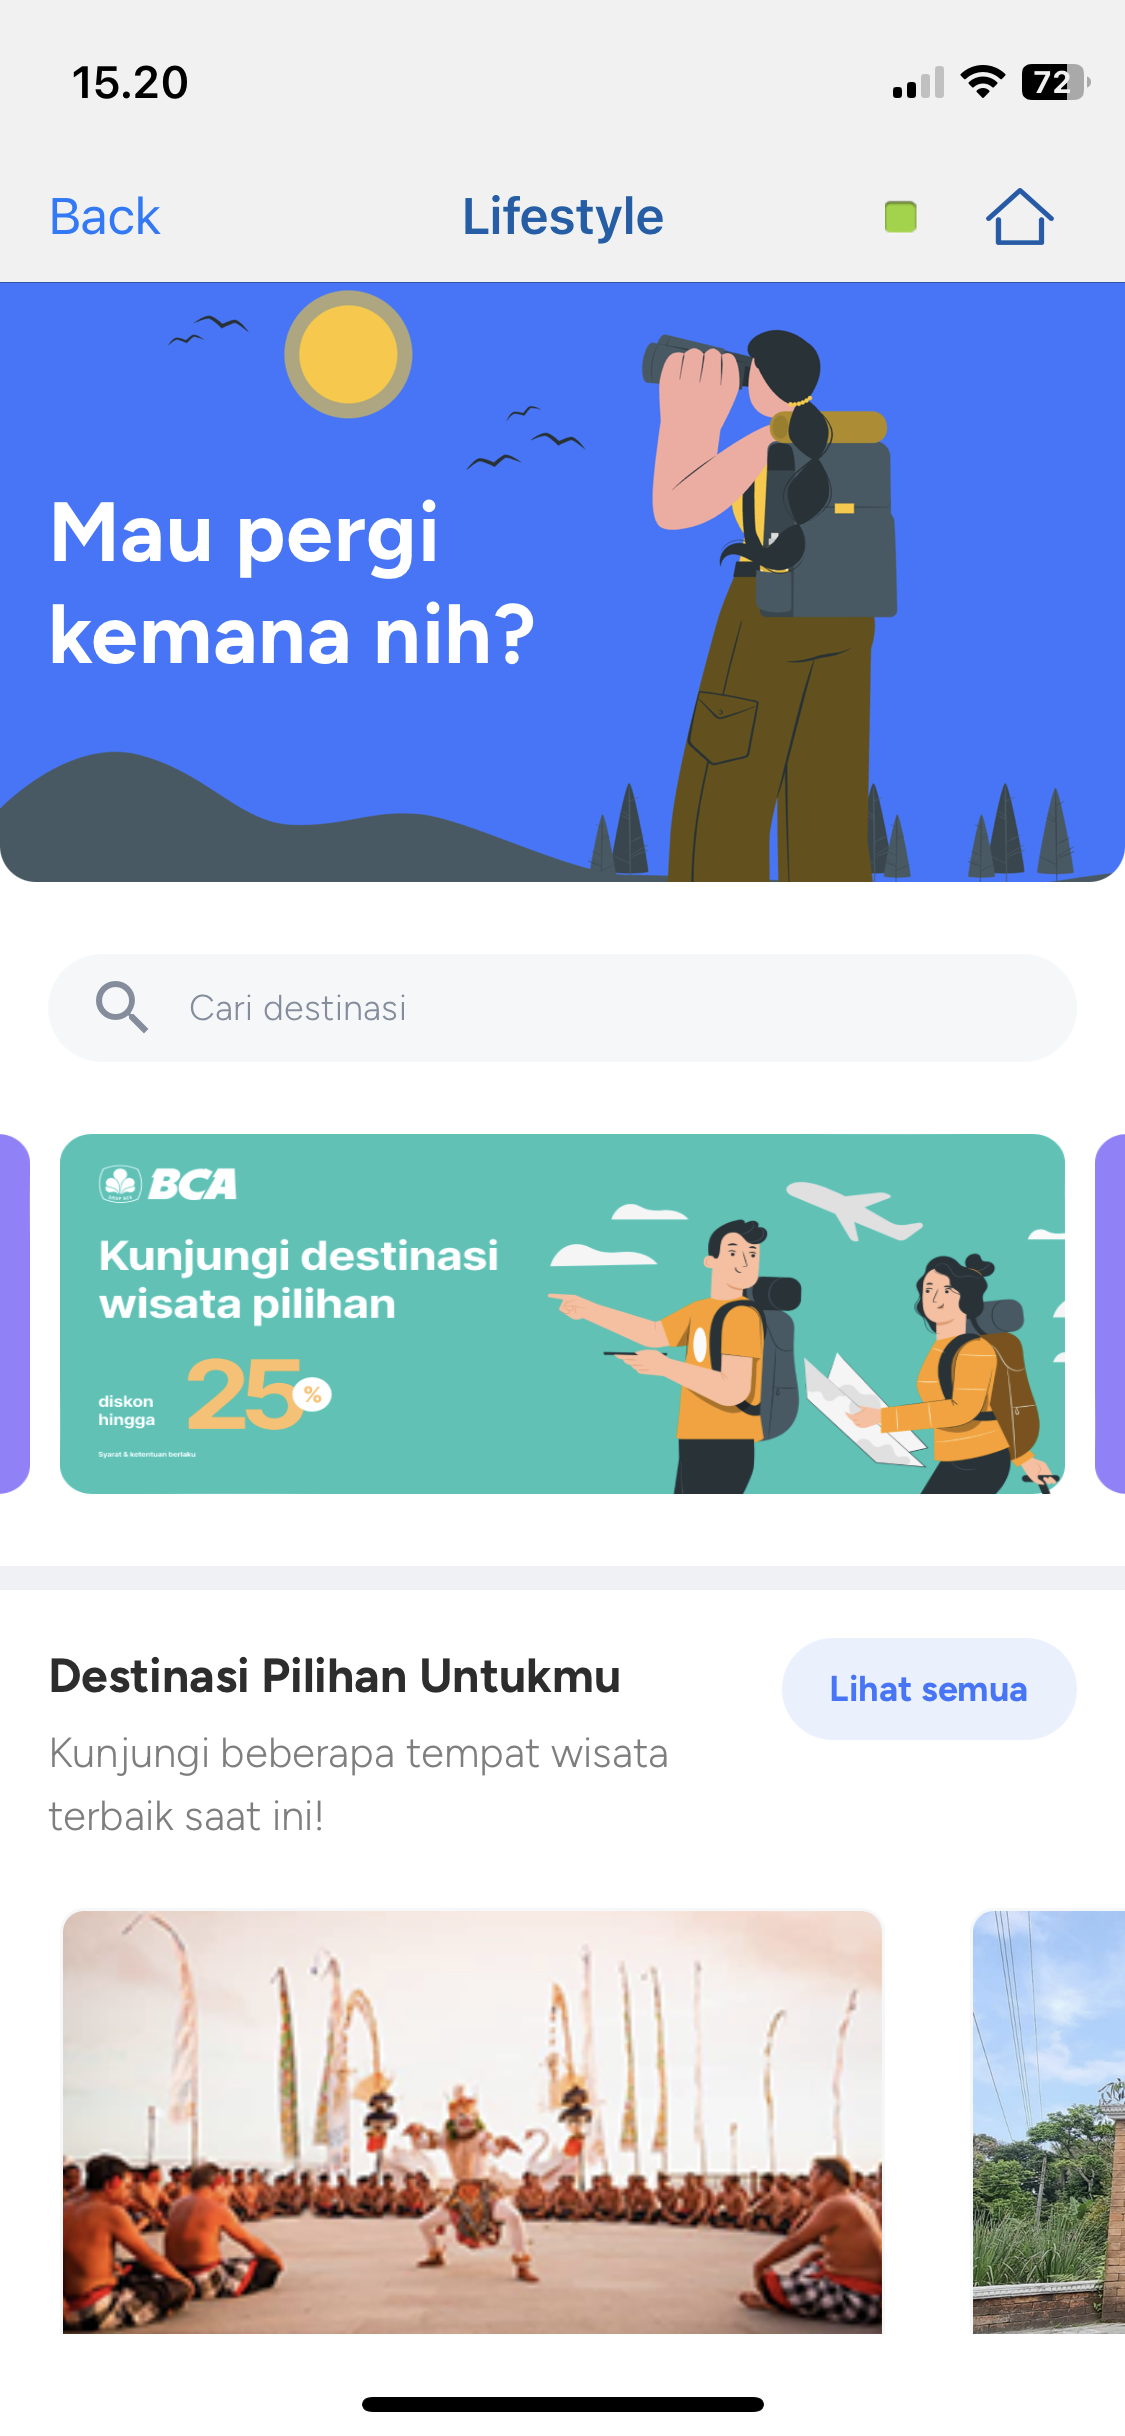 15.20
72
Back
Lifestyle
Mau pergi
kemana nih?
Cari destinasi
BCA
Kunjungi destinasi
wisata pilihan
diskon
hingga
25%
Syarat & ketentuan berlaku
Destinasi Pilihan Untukmu
Lihat semua
Kunjungi beberapa tempat wisata
terbaik saat ini!